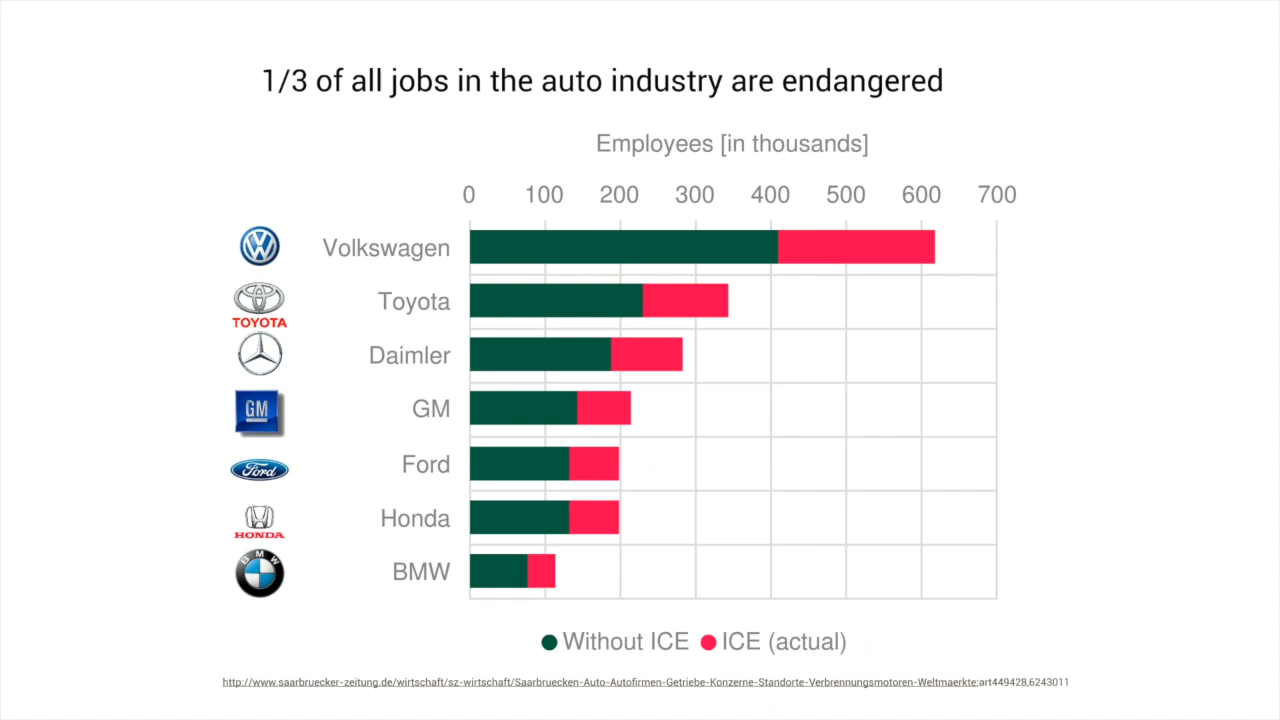 1/3 of all jobs in the auto industry are endangered
Employees [in thousands]
0 100 200 300 400 500 600 700
Volkswagen
TOYOTA
Toyota
Daimler
GM
GM
Ford
Ford
HONDA
Honda
BMW
BMW
Without ICE ICE (actual)
http://www.saarbruecker-zeitung.de/wirtschaft/sz-wirtschaft/Saarbruecken-Auto-Autofirmen-Getriebe-Konzerne-Standorte-Verbrennungsmotoren-Weltmaerkte;art449428,6243011